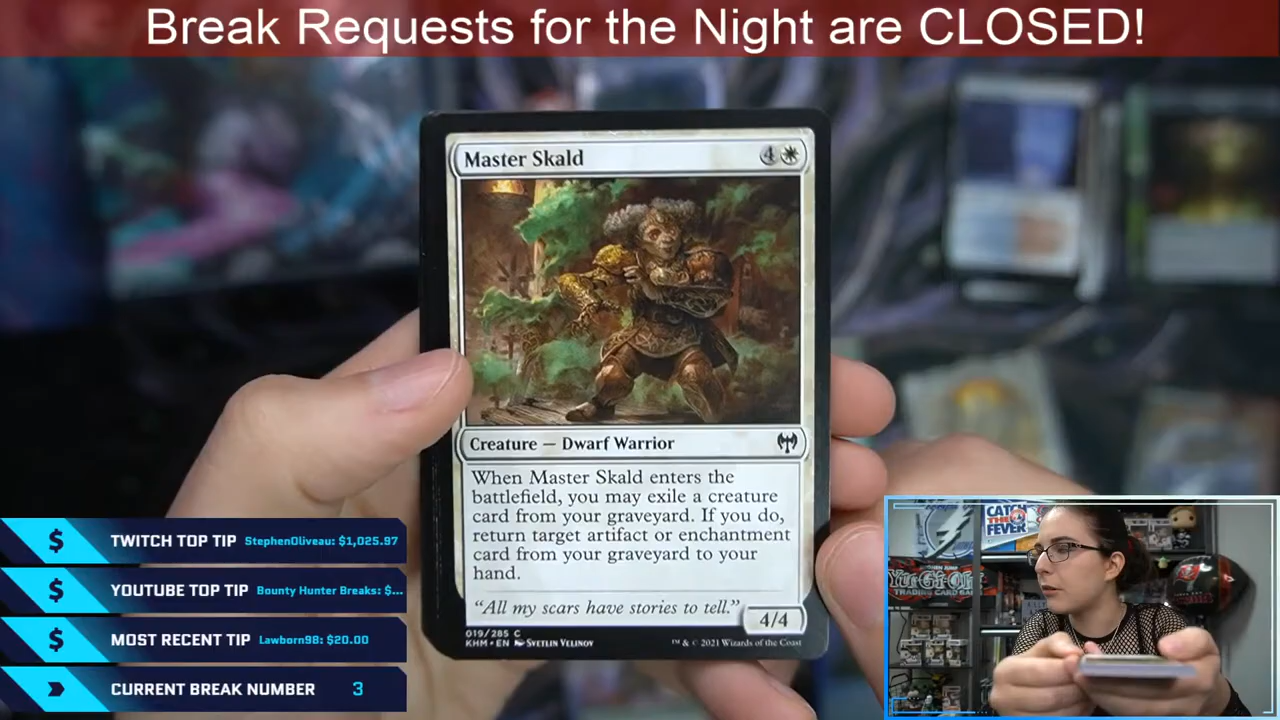 Break Requests for the Night are CLOSED!
Master Skald 4
Creature — Dwarf Warrior
When Master Skald enters the
battlefield, you may exile a creature
card from your graveyard. If you do,
return target artifact or enchantment
card from your graveyard to your
hand.
"All my scars have stories to tell."
4/4
019/285 C
KHM • EN Svetlin Velinov
™ & © 2021 Wizards of the Coast
$ TWITCH TOP TIP StephenOliveau: $1,025.97
$ YOUTUBE TOP TIP Bounty Hunter Breaks: $...
$ MOST RECENT TIP Lawborn98: $20.00
CURRENT BREAK NUMBER 3
CATCH
THE
FEVER
Yu-Gi-Oh!
TRADING CARD GAME